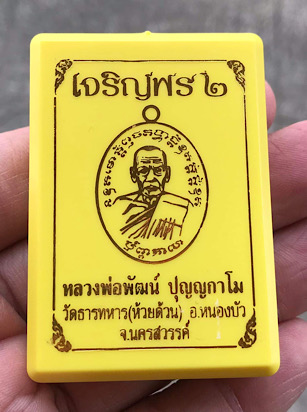 เจริญพร ๒
หลวงพ่อพัฒน์ ปุญญกาโม
วัดธารทหาร(ห้วยด้วน) อ.หนองบัว
จ.นครสวรรค์